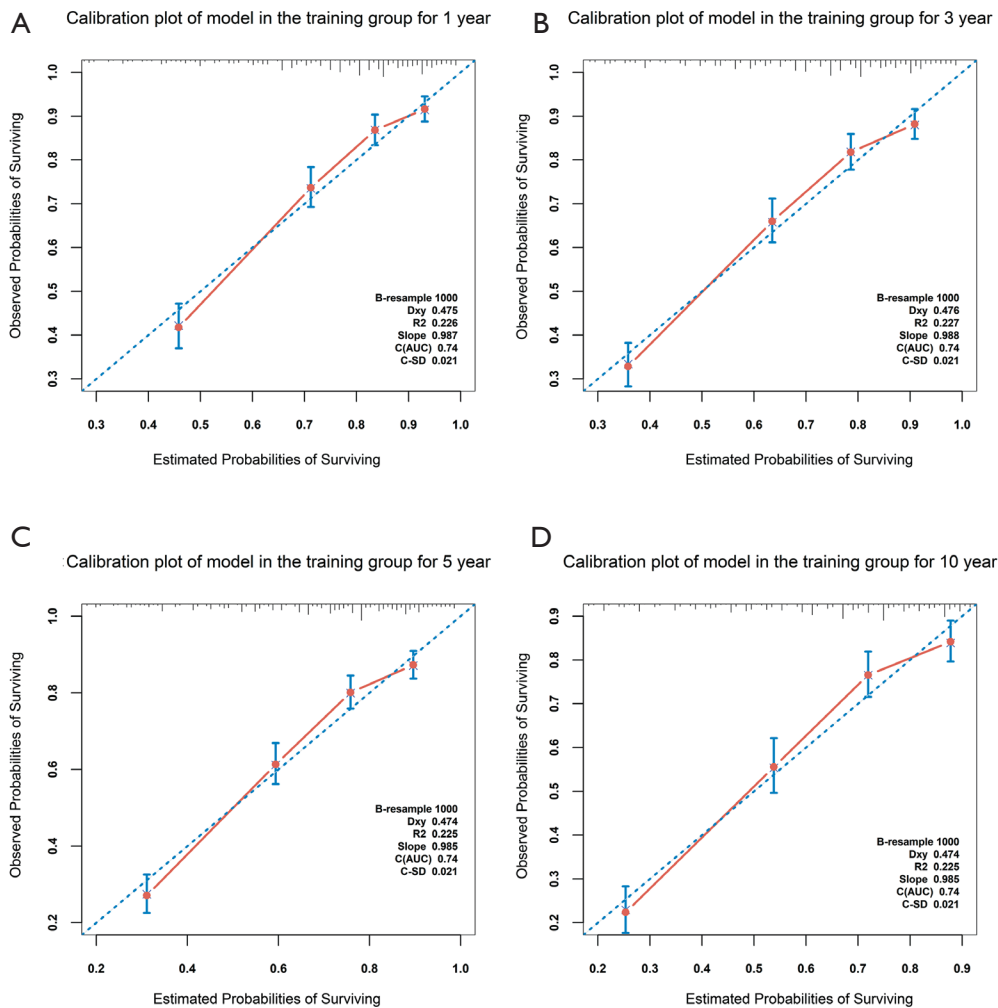 A
Calibration plot of model in the training group for 1 year
Observed Probabilities of Surviving
1.0
0.9
0.8
0.7
0.6
0.5
0.4
0.3
B-resample 1000
Dxy 0.475
R2 0.226
Slope 0.987
C(AUC) 0.74
C-SD 0.021
0.3 0.4 0.5 0.6 0.7 0.8 0.9 1.0
Estimated Probabilities of Surviving
B
Calibration plot of model in the training group for 3 year
Observed Probabilities of Surviving
1.0
0.9
0.8
0.7
0.6
0.5
0.4
0.3
B-resample 1000
Dxy 0.476
R2 0.227
Slope 0.988
C(AUC) 0.74
C-SD 0.021
0.3 0.4 0.5 0.6 0.7 0.8 0.9 1.0
Estimated Probabilities of Surviving
C
Calibration plot of model in the training group for 5 year
Observed Probabilities of Surviving
1.0
0.8
0.6
0.4
0.2
B-resample 1000
Dxy 0.474
R2 0.225
Slope 0.985
C(AUC) 0.74
C-SD 0.021
0.2 0.4 0.6 0.8 1.0
Estimated Probabilities of Surviving
D
Calibration plot of model in the training group for 10 year
Observed Probabilities of Surviving
0.9
0.8
0.7
0.6
0.5
0.4
0.3
0.2
B-resample 1000
Dxy 0.474
R2 0.225
Slope 0.985
C(AUC) 0.74
C-SD 0.021
0.2 0.3 0.4 0.5 0.6 0.7 0.8 0.9
Estimated Probabilities of Surviving